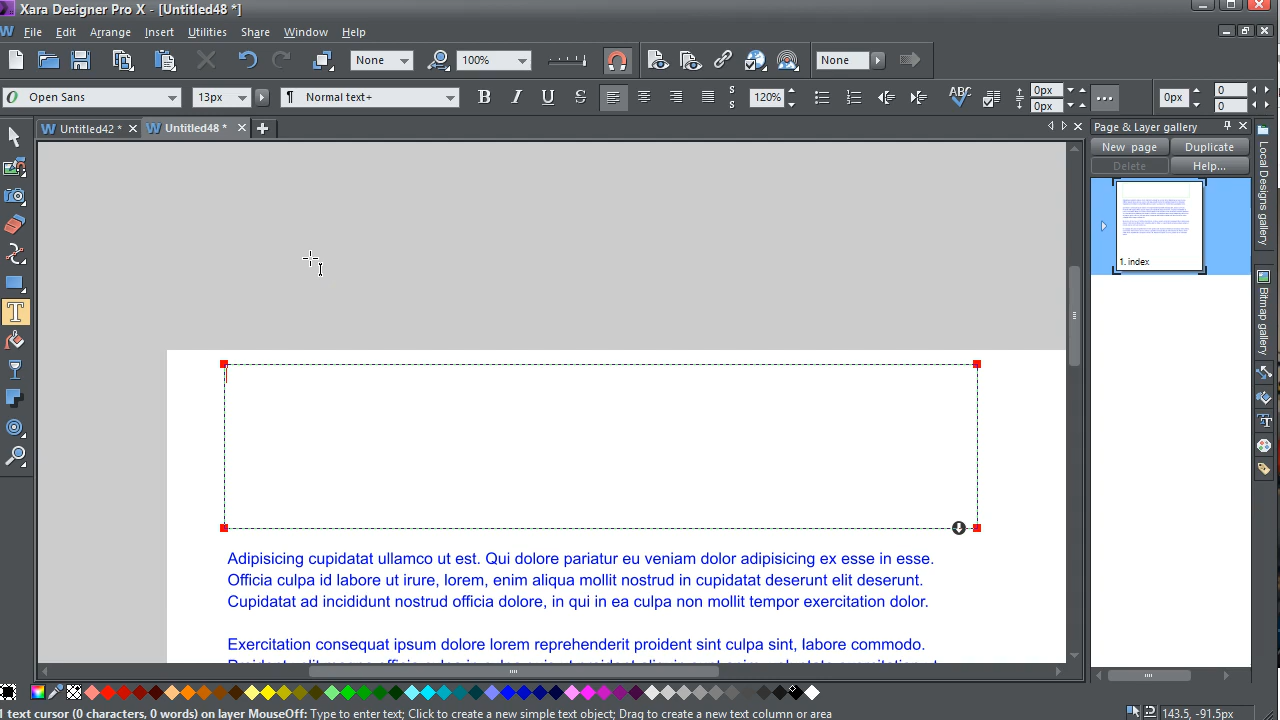 Xara Designer Pro X - [Untitled48 *]
File Edit Arrange Insert Utilities Share Window Help
None 100% None
Open Sans 13px Normal text+ B I U S S S 120% ABC 0px 0px 0px 0 0
Untitled42 * Untitled48 *
Page & Layer gallery
New page Duplicate
Delete Help...
1. index
Local Designs gallery
Bitmap gallery
Adipisicing cupidatat ullamco ut est. Qui dolore pariatur eu veniam dolor adipisicing ex esse in esse.
Officia culpa id labore ut irure, lorem, enim aliqua mollit nostrud in cupidatat deserunt elit deserunt.
Cupidatat ad incididunt nostrud officia dolore, in qui in ea culpa non mollit tempor exercitation dolor.
Exercitation consequat ipsum dolore lorem reprehenderit proident sint culpa sint, labore commodo.
1 text cursor (0 characters, 0 words) on layer MouseOff: Type to enter text; Click to create a new simple text object; Drag to create a new text column or area
143.5, -91.5px